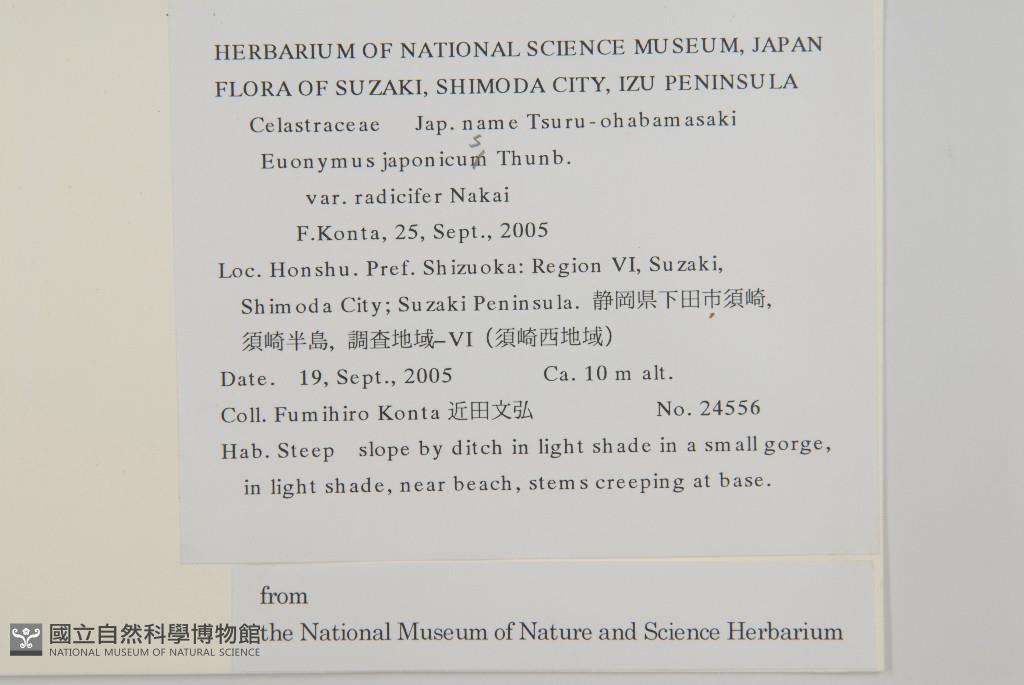 HERBARIUM OF NATIONAL SCIENCE MUSEUM, JAPAN
FLORA OF SUZAKI, SHIMODA CITY, IZU PENINSULA
Celastraceae Jap. name Tsuru-ohabamasaki
s
Euonymus japonicum Thunb.
var. radicifer Nakai
F.Konta, 25, Sept., 2005
Loc. Honshu. Pref. Shizuoka: Region VI, Suzaki,
Shimoda City; Suzaki Peninsula. 静岡県下田市須崎,
須崎半島, 調査地域–VI (須崎西地域)
Date. 19, Sept., 2005 Ca. 10 m alt.
Coll. Fumihiro Konta 近田文弘 No. 24556
Hab. Steep slope by ditch in light shade in a small gorge,
in light shade, near beach, stems creeping at base.
from
the National Museum of Nature and Science Herbarium
國立自然科學博物館
NATIONAL MUSEUM OF NATURAL SCIENCE